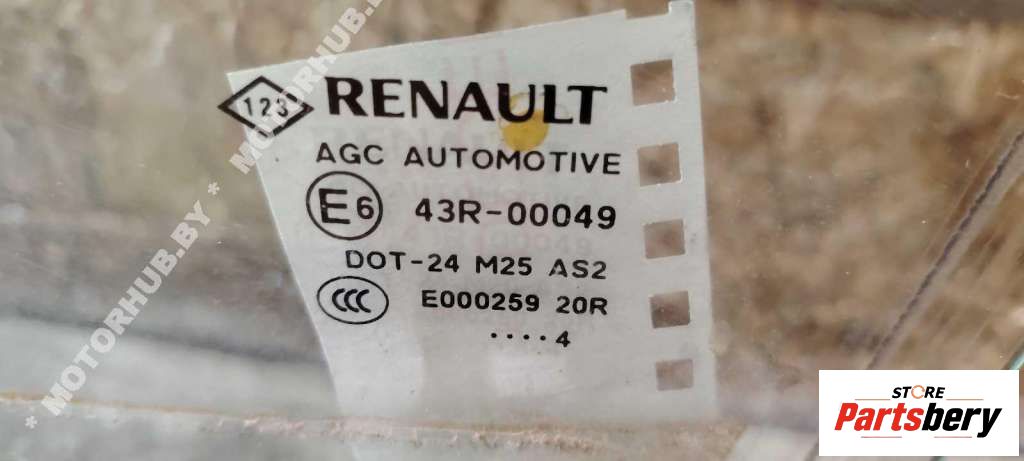 123 RENAULT
AGC AUTOMOTIVE
E6 43R-00049
DOT-24 M25 AS2
CCC E000259 20R
....4
* MOTORHUB.BY * MOTORHUB.BY
STORE
Partsbery